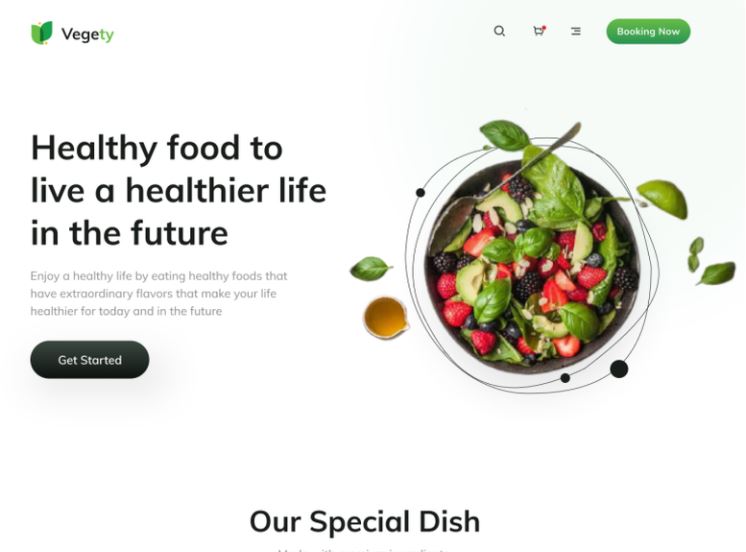 Vegety
Booking Now
Healthy food to
live a healthier life
in the future
Enjoy a healthy life by eating healthy foods that
have extraordinary flavors that make your life
healthier for today and in the future
Get Started
Our Special Dish